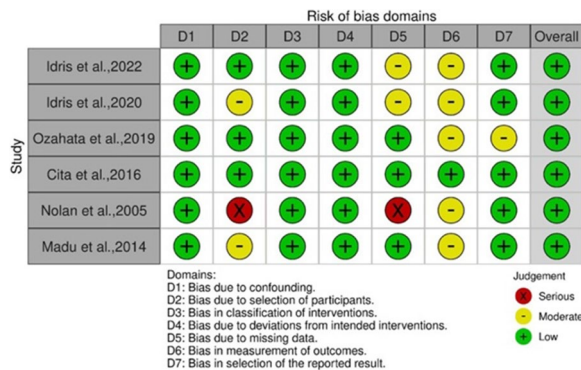 Risk of bias domains
D1 D2 D3 D4 D5 D6 D7 Overall
Study
Idris et al.,2022 + + + + - - + +
Idris et al.,2020 + - + + - - + +
Ozahata et al.,2019 + + + + + - - +
Cita et al.,2016 + + + + + + + +
Nolan et al.,2005 + X + + X - + +
Madu et al.,2014 + - + + + - + +
Domains:
D1: Bias due to confounding.
D2: Bias due to selection of participants.
D3: Bias in classification of interventions.
D4: Bias due to deviations from intended interventions.
D5: Bias due to missing data.
D6: Bias in measurement of outcomes.
D7: Bias in selection of the reported result.
Judgement
X Serious
- Moderate
+ Low